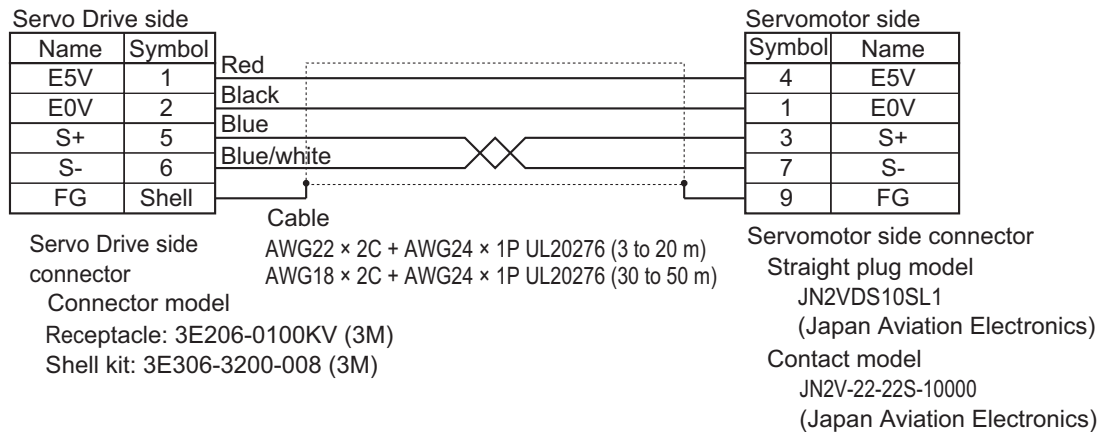 Servo Drive side
Servomotor side
Name Symbol
Symbol Name
E5V 1 Red 4 E5V
E0V 2 Black 1 E0V
S+ 5 Blue 3 S+
S- 6 Blue/white 7 S-
FG Shell 9 FG
Cable
AWG22 × 2C + AWG24 × 1P UL20276 (3 to 20 m)
AWG18 × 2C + AWG24 × 1P UL20276 (30 to 50 m)
Servo Drive side
connector
Connector model
Receptacle: 3E206-0100KV (3M)
Shell kit: 3E306-3200-008 (3M)
Servomotor side connector
Straight plug model
JN2VDS10SL1
(Japan Aviation Electronics)
Contact model
JN2V-22-22S-10000
(Japan Aviation Electronics)